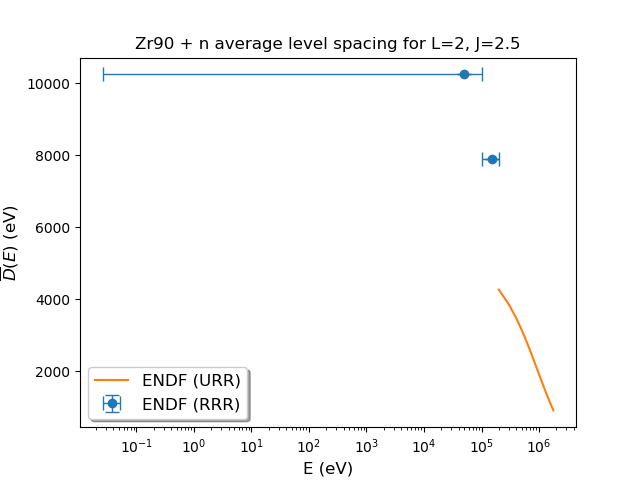 Zr90 + n average level spacing for L=2, J=2.5
D̅(E) (eV)
10000
8000
6000
4000
2000
ENDF (URR)
ENDF (RRR)
10⁻¹ 10⁰ 10¹ 10² 10³ 10⁴ 10⁵ 10⁶
E (eV)